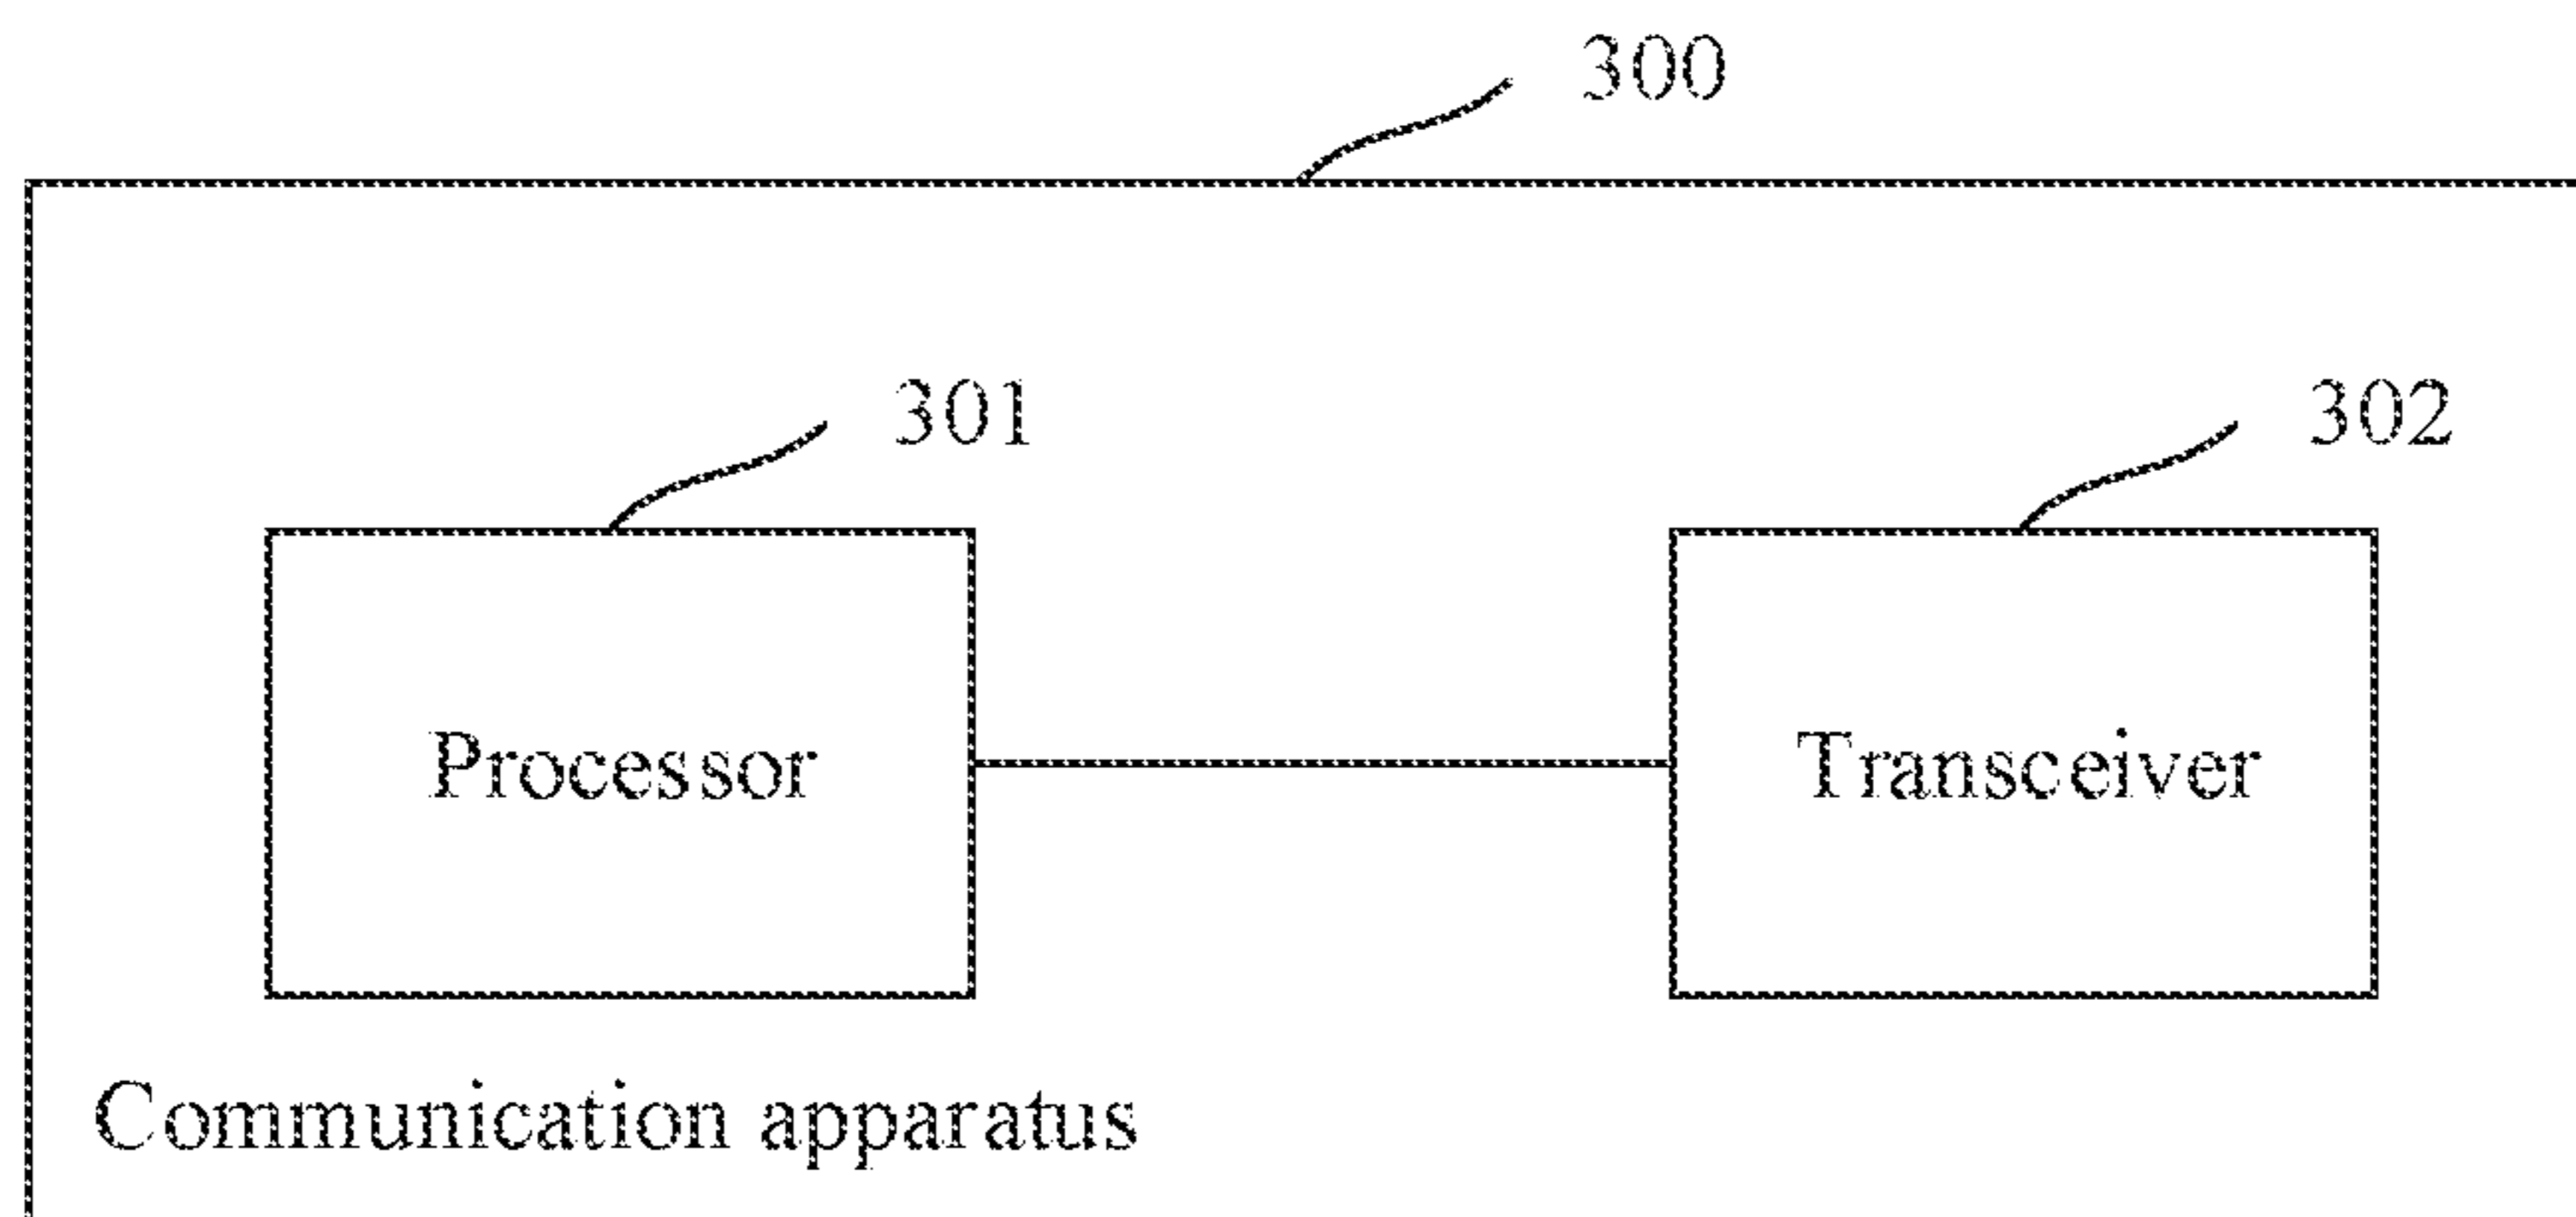 300
301
302
Processor
Transceiver
Communication apparatus